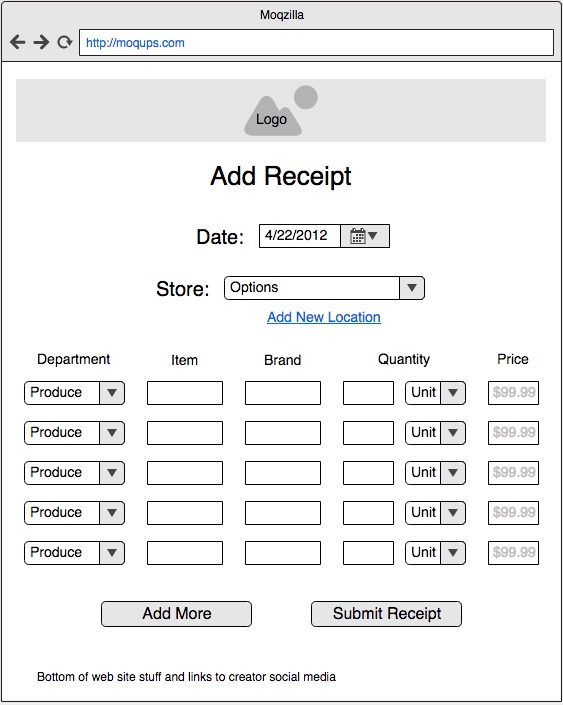 Moqzilla
http://moqups.com
Logo
Add Receipt
Date: 4/22/2012
Store: Options
Add New Location
Department Item Brand Quantity Price
Produce Unit $99.99
Produce Unit $99.99
Produce Unit $99.99
Produce Unit $99.99
Produce Unit $99.99
Add More Submit Receipt
Bottom of web site stuff and links to creator social media